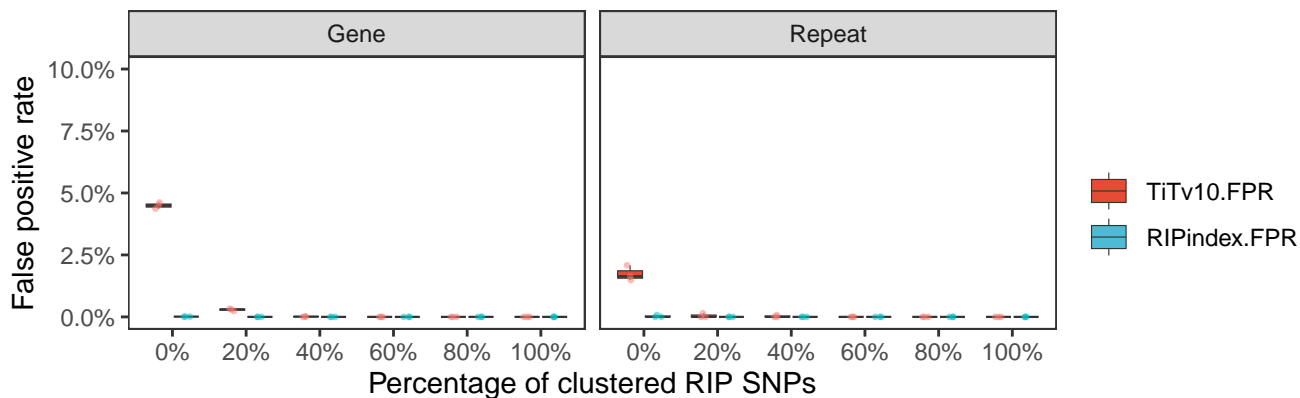 Gene
Repeat
False positive rate
10.0%
7.5%
5.0%
2.5%
0.0%
0% 20% 40% 60% 80% 100%
0% 20% 40% 60% 80% 100%
Percentage of clustered RIP SNPs
TiTv10.FPR
RIPindex.FPR